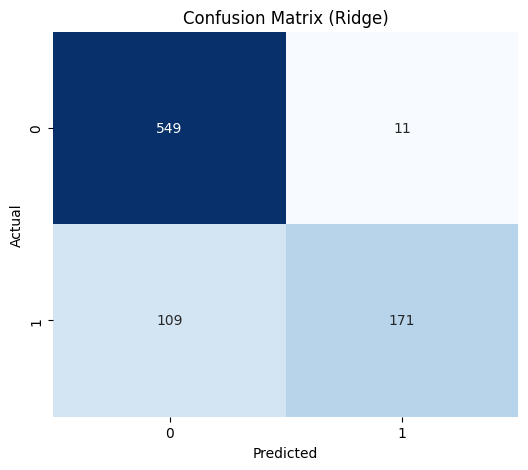 Confusion Matrix (Ridge)
Actual
0
549
11
1
109
171
0
1
Predicted